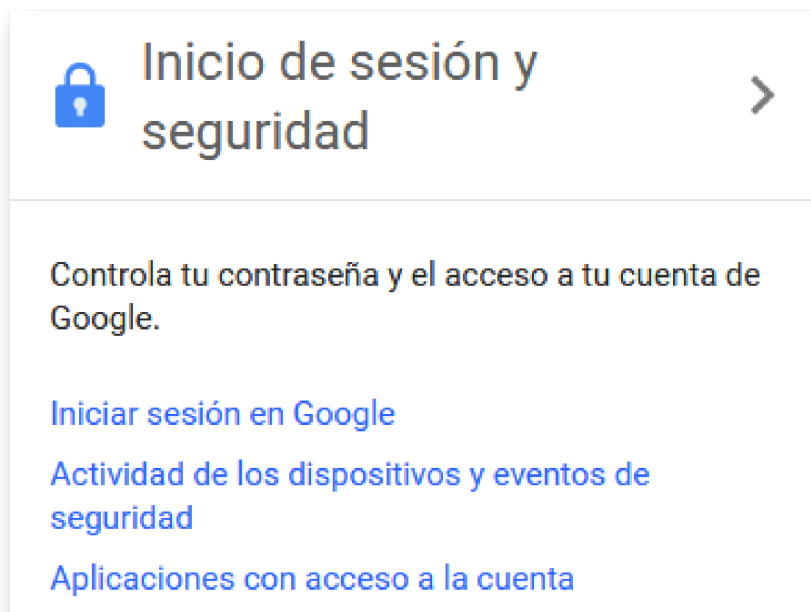 Inicio de sesión y
seguridad
Controla tu contraseña y el acceso a tu cuenta de
Google.
Iniciar sesión en Google
Actividad de los dispositivos y eventos de
seguridad
Aplicaciones con acceso a la cuenta